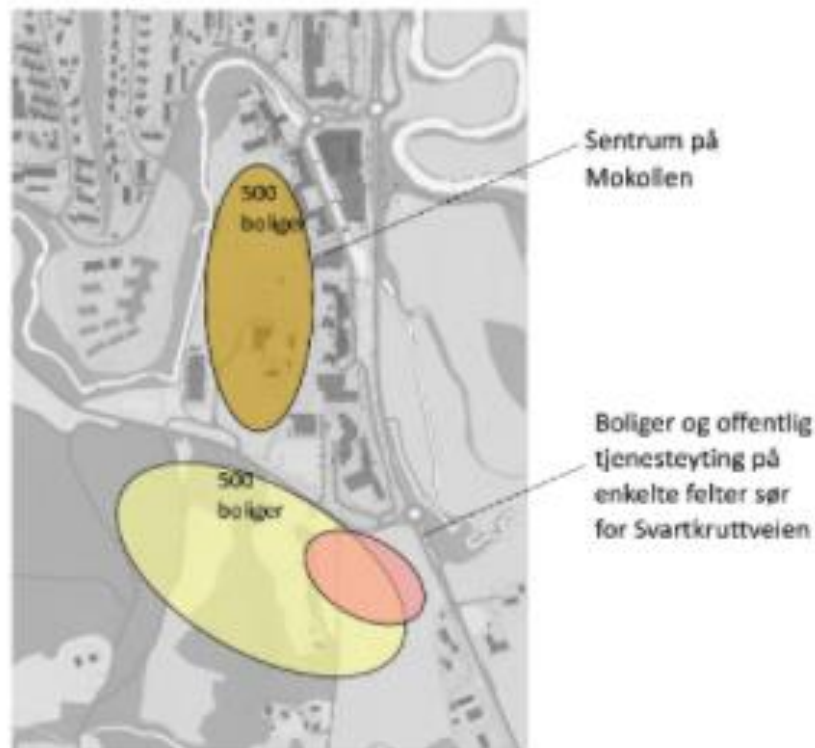 500
boliger
Sentrum på
Mokollen
500
boliger
Boliger og offentlig
tjenesteyting på
enkelte felter sør
for Svartkruttveien